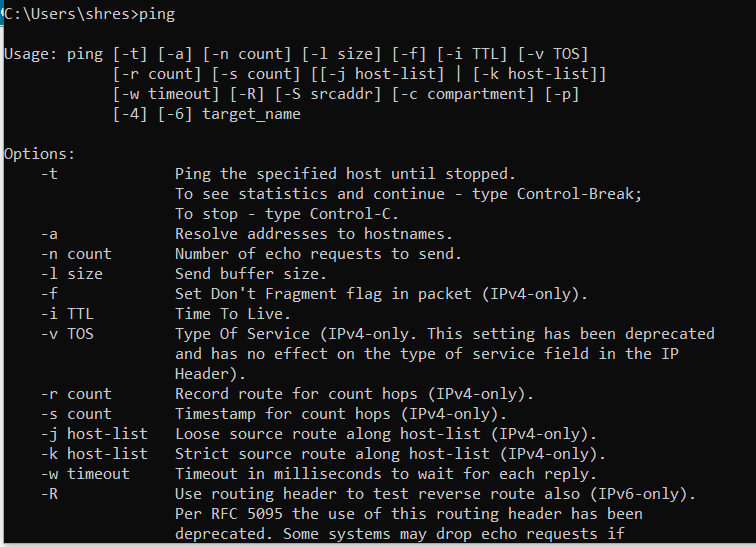 C:\Users\shres>ping
Usage: ping [-t] [-a] [-n count] [-l size] [-f] [-i TTL] [-v TOS]
[-r count] [-s count] [[-j host-list] | [-k host-list]]
[-w timeout] [-R] [-S srcaddr] [-c compartment] [-p]
[-4] [-6] target_name
Options:
-t Ping the specified host until stopped.
To see statistics and continue - type Control-Break;
To stop - type Control-C.
-a Resolve addresses to hostnames.
-n count Number of echo requests to send.
-l size Send buffer size.
-f Set Don't Fragment flag in packet (IPv4-only).
-i TTL Time To Live.
-v TOS Type Of Service (IPv4-only. This setting has been deprecated
and has no effect on the type of service field in the IP
Header).
-r count Record route for count hops (IPv4-only).
-s count Timestamp for count hops (IPv4-only).
-j host-list Loose source route along host-list (IPv4-only).
-k host-list Strict source route along host-list (IPv4-only).
-w timeout Timeout in milliseconds to wait for each reply.
-R Use routing header to test reverse route also (IPv6-only).
Per RFC 5095 the use of this routing header has been
deprecated. Some systems may drop echo requests if